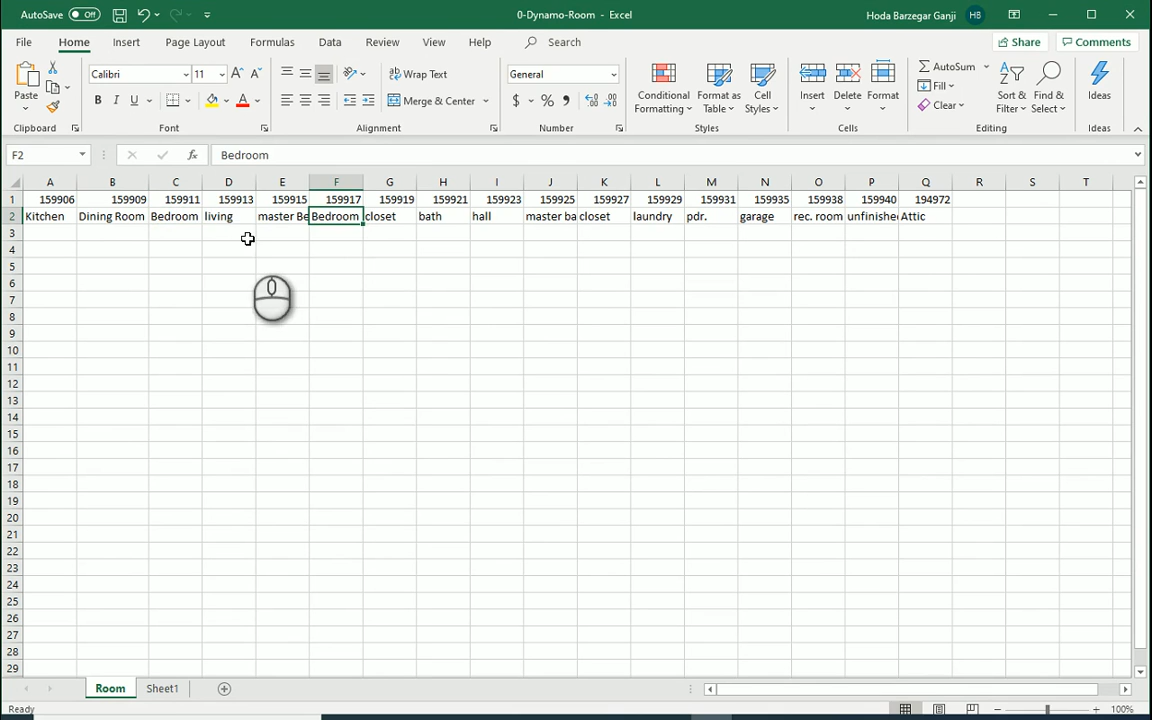 AutoSave Off 0-Dynamo-Room - Excel Hoda Barzegar Ganji HB
File Home Insert Page Layout Formulas Data Review View Help Search Share Comments
Paste Calibri 11 A A Wrap Text General Conditional Formatting Format as Table Cell Styles Insert Delete Format AutoSum Sort & Filter Find & Select Ideas
B I U A Merge & Center $ % Fill
Clear
Clipboard Font Alignment Number Styles Cells Editing Ideas
F2 fx Bedroom
A B C D E F G H I J K L M N O P Q R S T
1 159906 159909 159911 159913 159915 159917 159919 159921 159923 159925 159927 159929 159931 159935 159938 159940 194972
2 Kitchen Dining Room Bedroom living master Be Bedroom closet bath hall master ba closet laundry pdr. garage rec. room unfinishe Attic
3
4
5
6
7
8
9
10
11
12
13
14
15
16
17
18
19
20
21
22
23
24
25
26
27
28
29
Room Sheet1
Ready 100%